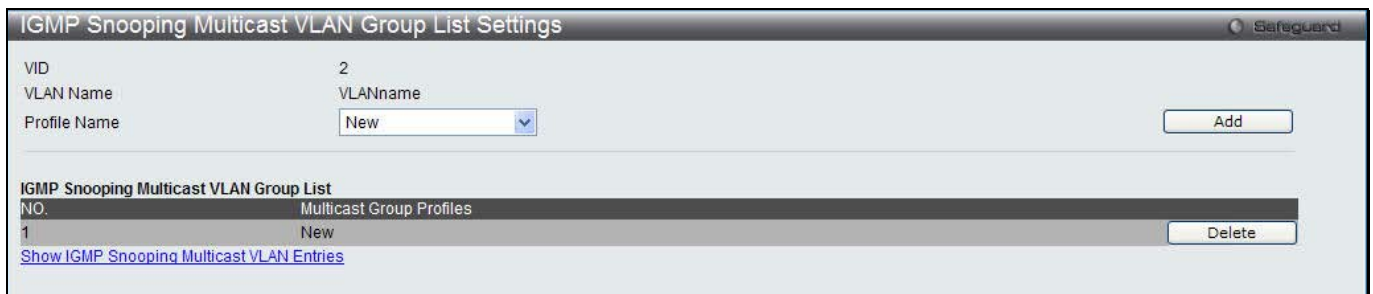 IGMP Snooping Multicast VLAN Group List Settings Safeguard
VID 2
VLAN Name VLANname
Profile Name New Add
IGMP Snooping Multicast VLAN Group List
NO. Multicast Group Profiles
1 New Delete
Show IGMP Snooping Multicast VLAN Entries